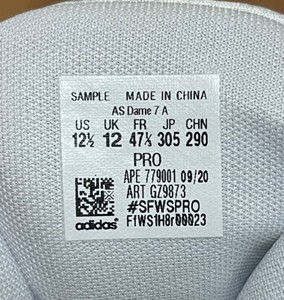 SAMPLE MADE IN CHINA
AS Dame 7 A
US UK FR JP CHN
12½ 12 47⅓ 305 290
PRO
APE 779001 09/20
ART GZ9873
#SFWSPRO
adidas F1WS1H8r00023